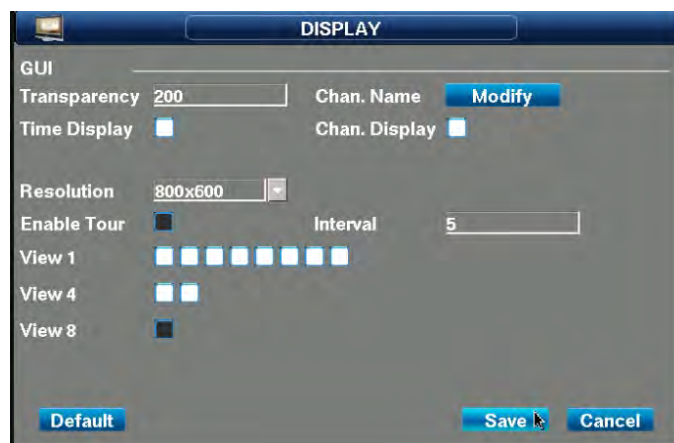 DISPLAY
GUI
Transparency 200 Chan. Name Modify
Time Display Chan. Display
Resolution 800x600
Enable Tour Interval 5
View 1
View 4
View 8
Default Save Cancel